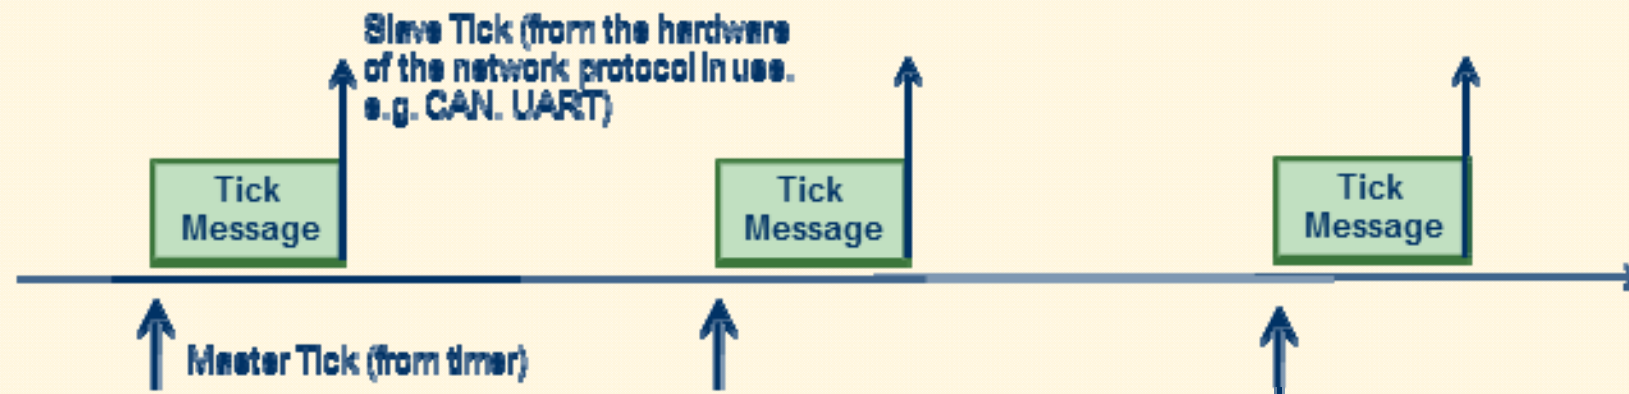 Slave Tick (from the hardware
of the network protocol in use.
e.g. CAN. UART)
Tick
Message
Tick
Message
Tick
Message
Master Tick (from timer)